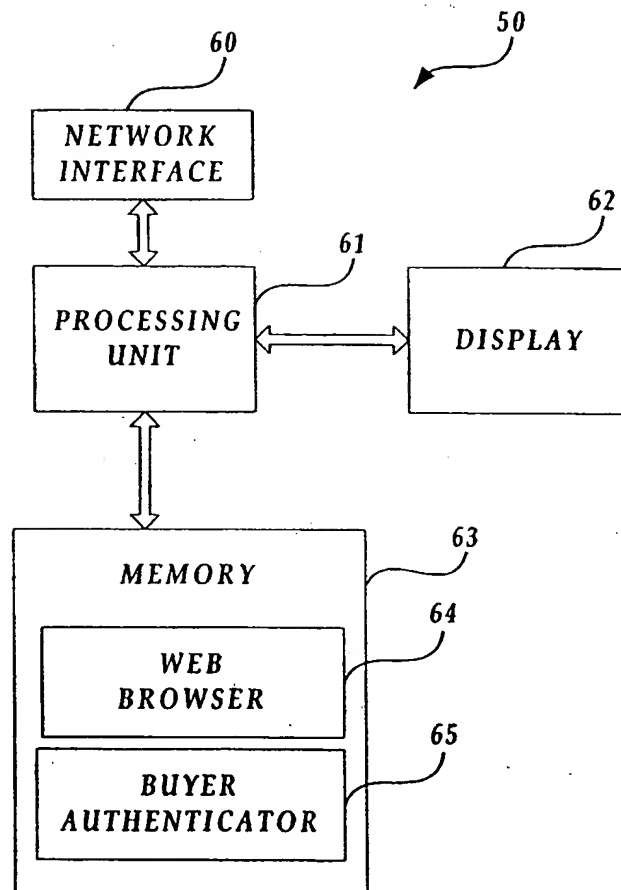 60
50
NETWORK
INTERFACE
61
62
PROCESSING
UNIT
DISPLAY
63
MEMORY
64
WEB
BROWSER
65
BUYER
AUTHENTICATOR